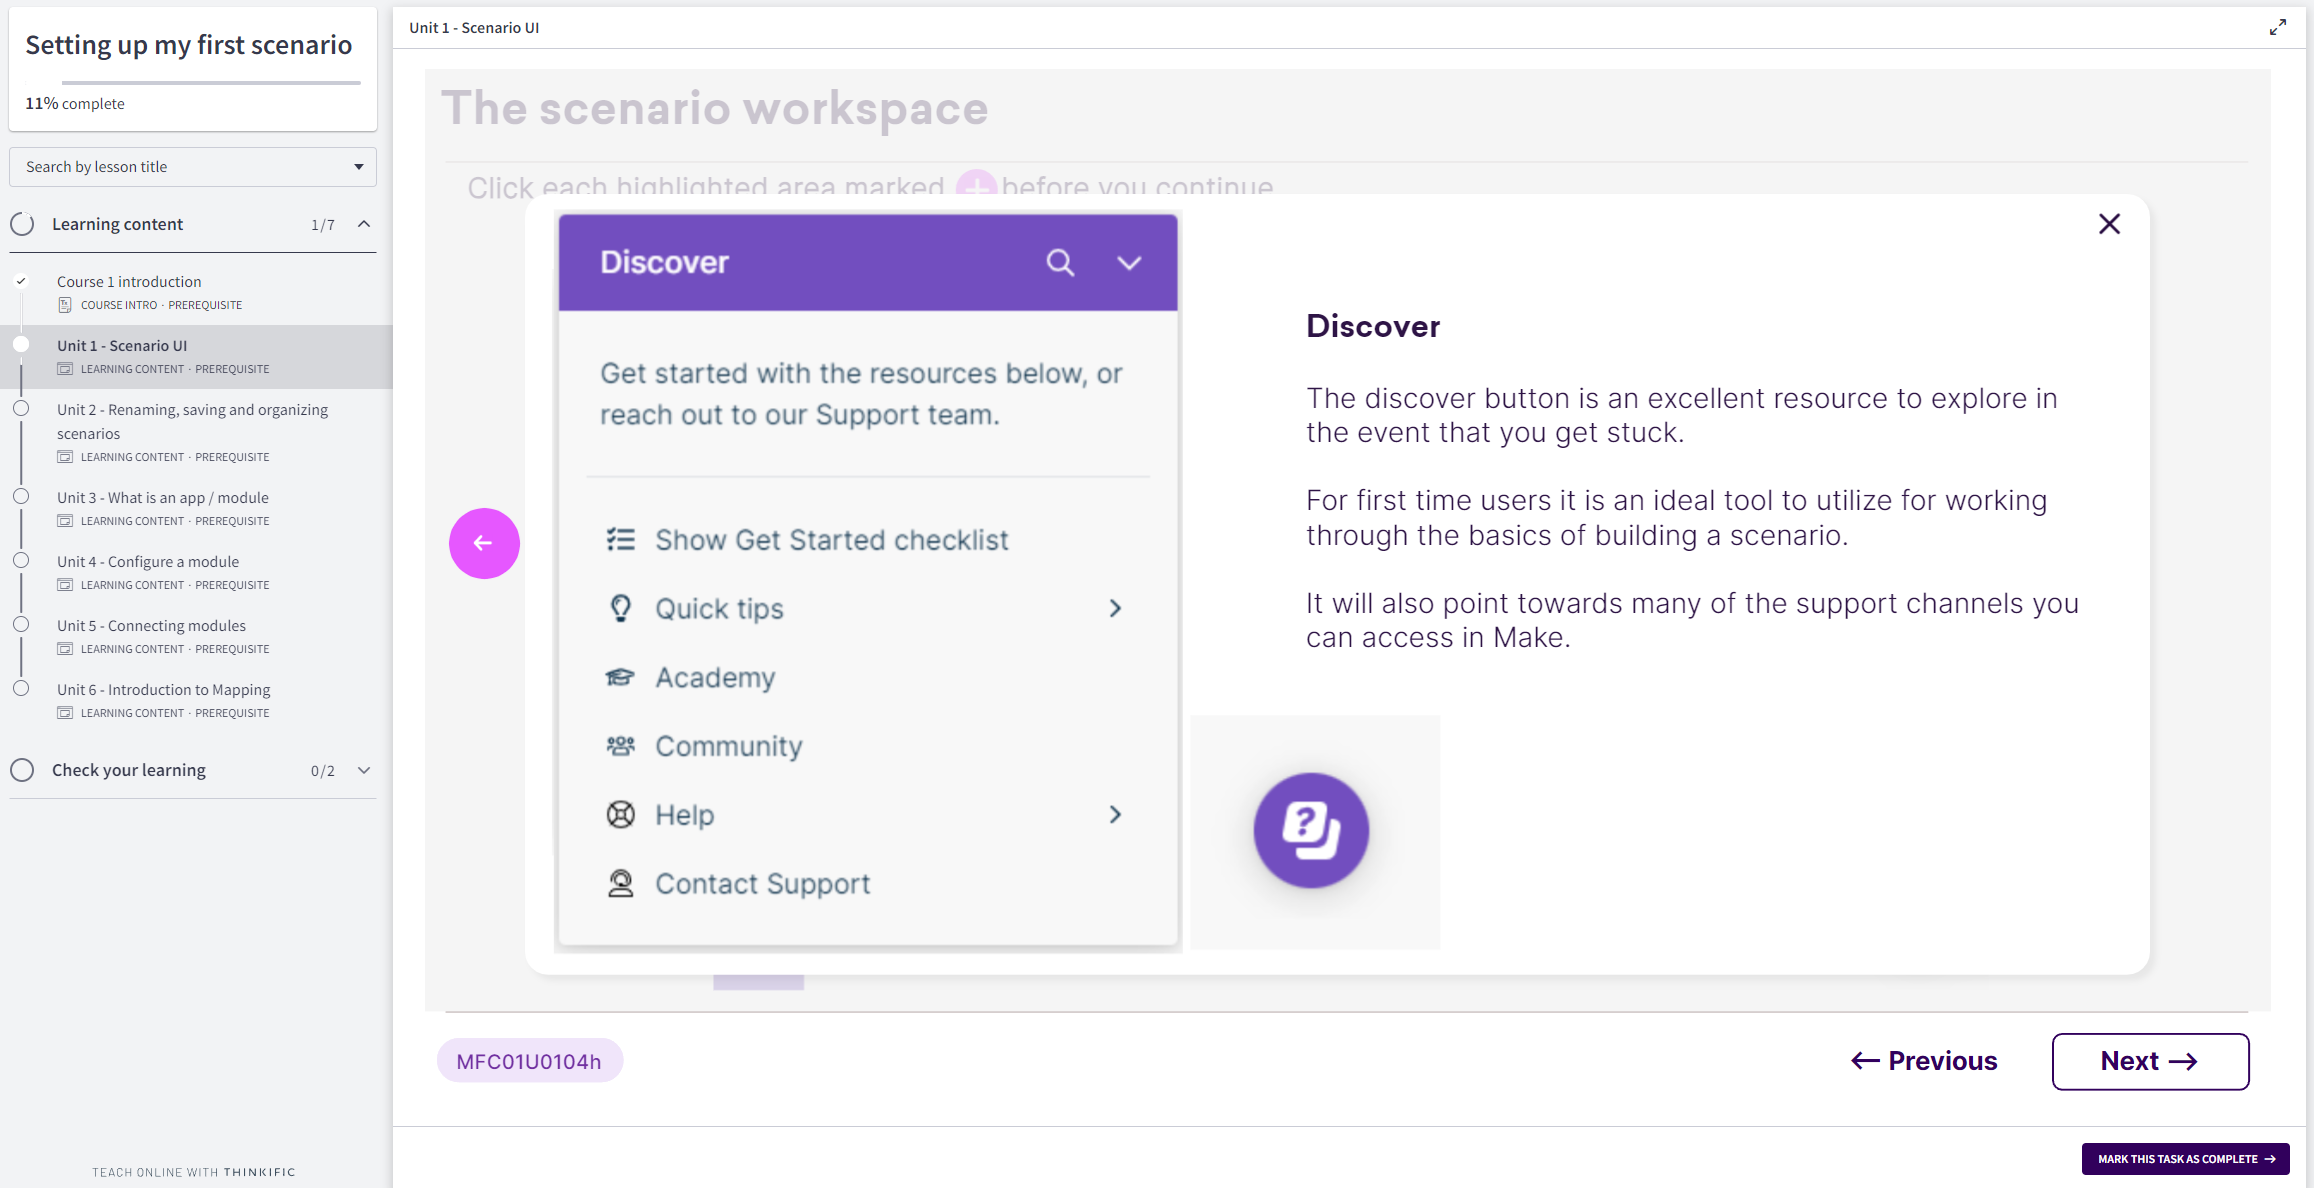 Setting up my first scenario
11% complete
Search by lesson title
Learning content 1/7
Course 1 introduction
COURSE INTRO · PREREQUISITE
Unit 1 - Scenario UI
LEARNING CONTENT · PREREQUISITE
Unit 2 - Renaming, saving and organizing
scenarios
LEARNING CONTENT · PREREQUISITE
Unit 3 - What is an app / module
LEARNING CONTENT · PREREQUISITE
Unit 4 - Configure a module
LEARNING CONTENT · PREREQUISITE
Unit 5 - Connecting modules
LEARNING CONTENT · PREREQUISITE
Unit 6 - Introduction to Mapping
LEARNING CONTENT · PREREQUISITE
Check your learning 0/2
TEACH ONLINE WITH THINKIFIC
Unit 1 - Scenario UI
The scenario workspace
Click each highlighted area marked + before you continue
Discover
Get started with the resources below, or
reach out to our Support team.
Show Get Started checklist
Quick tips
Academy
Community
Help
Contact Support
Discover
The discover button is an excellent resource to explore in
the event that you get stuck.
For first time users it is an ideal tool to utilize for working
through the basics of building a scenario.
It will also point towards many of the support channels you
can access in Make.
?
MFC01U0104h
← Previous
Next →
MARK THIS TASK AS COMPLETE →